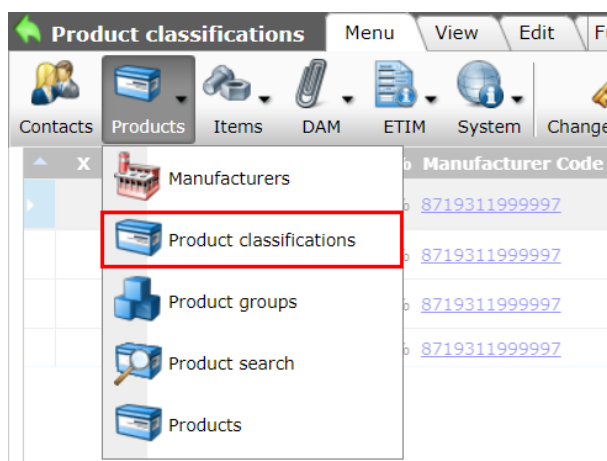 Product classifications Menu View Edit
Contacts Products Items DAM ETIM System Change
X % Manufacturer Code
Manufacturers
% 8719311999997
Product classifications
% 8719311999997
Product groups
% 8719311999997
% 8719311999997
Product search
Products